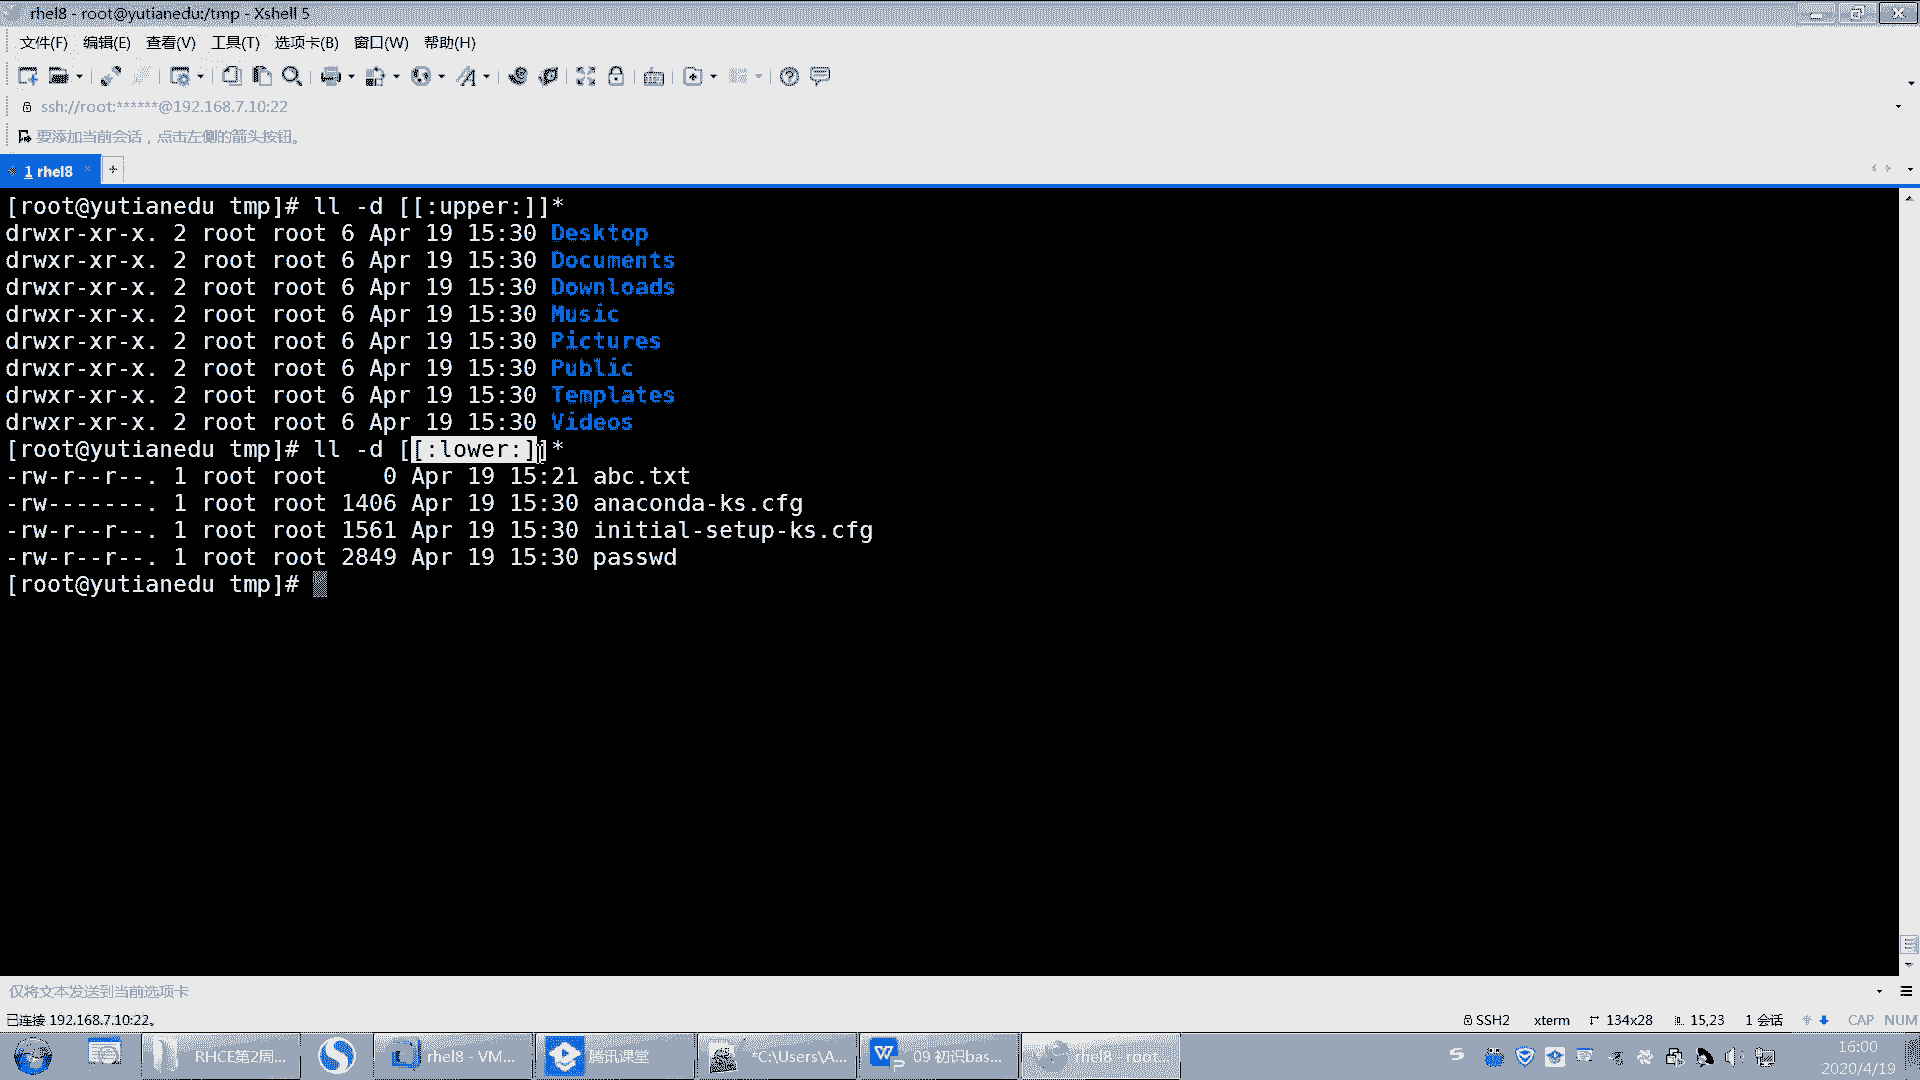 rhel8 - root@yutianedu:/tmp - Xshell 5
文件(F) 编辑(E) 查看(V) 工具(T) 选项卡(B) 窗口(W) 帮助(H)
ssh://root:******@192.168.7.10:22
要添加当前会话，点击左侧的箭头按钮。
1 rhel8
[root@yutianedu tmp]# ll -d [[:upper:]]*
drwxr-xr-x. 2 root root 6 Apr 19 15:30 Desktop
drwxr-xr-x. 2 root root 6 Apr 19 15:30 Documents
drwxr-xr-x. 2 root root 6 Apr 19 15:30 Downloads
drwxr-xr-x. 2 root root 6 Apr 19 15:30 Music
drwxr-xr-x. 2 root root 6 Apr 19 15:30 Pictures
drwxr-xr-x. 2 root root 6 Apr 19 15:30 Public
drwxr-xr-x. 2 root root 6 Apr 19 15:30 Templates
drwxr-xr-x. 2 root root 6 Apr 19 15:30 Videos
[root@yutianedu tmp]# ll -d [[:lower:]]*
-rw-r--r--. 1 root root    0 Apr 19 15:21 abc.txt
-rw-------. 1 root root 1406 Apr 19 15:30 anaconda-ks.cfg
-rw-r--r--. 1 root root 1561 Apr 19 15:30 initial-setup-ks.cfg
-rw-r--r--. 1 root root 2849 Apr 19 15:30 passwd
[root@yutianedu tmp]#
仅将文本发送到当前选项卡
已连接 192.168.7.10:22。 SSH2 xterm 134x28 15,23 1 会话 CAP NUM
RHCE第2周... rhel8 - VM... 腾讯课堂 *C:\Users\A... 09 初识bas... rhel8 - root... 16:00
2020/4/19